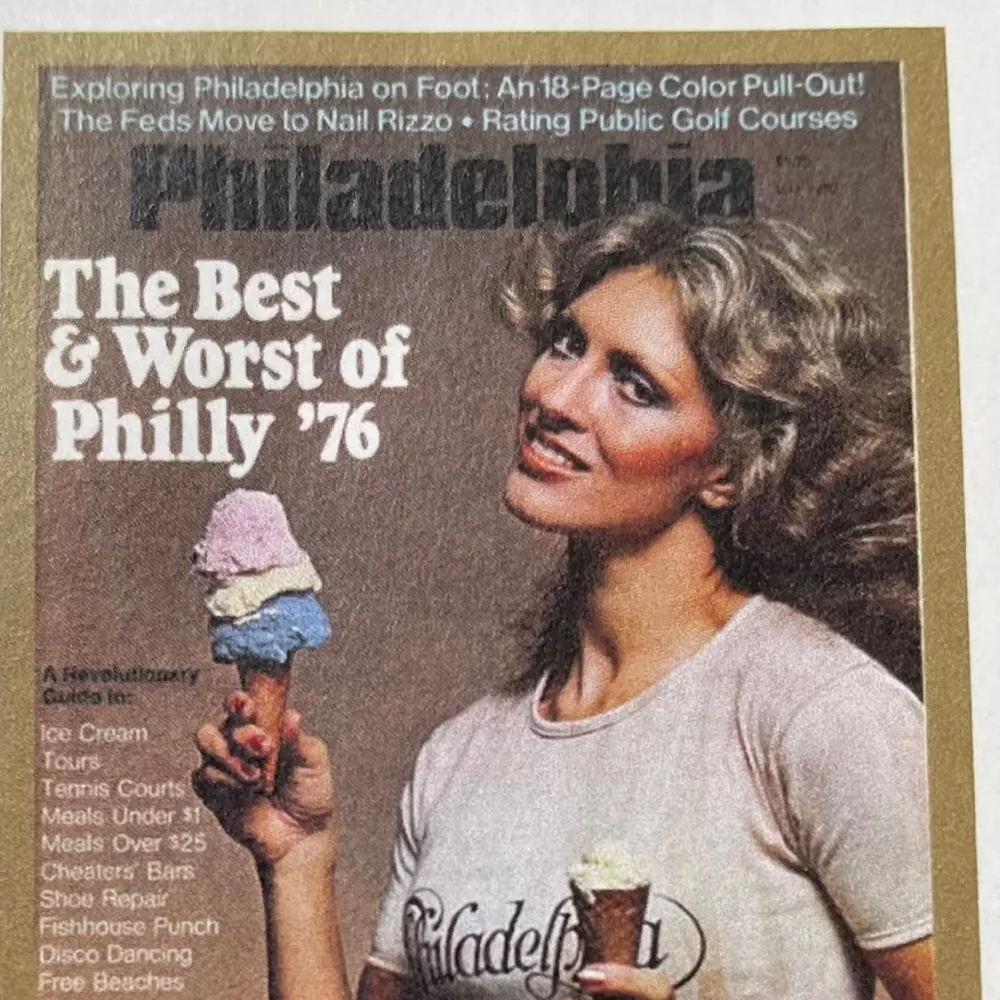 Exploring Philadelphia on Foot: An 18-Page Color Pull-Out!
The Feds Move to Nail Rizzo • Rating Public Golf Courses
Philadelphia
The Best
& Worst of
Philly '76
A Revolutionary
Guide to:
Ice Cream
Tours
Tennis Courts
Meals Under $1
Meals Over $25
Cheaters' Bars
Shoe Repair
Fishhouse Punch
Disco Dancing
Free Beaches
Philadelphia